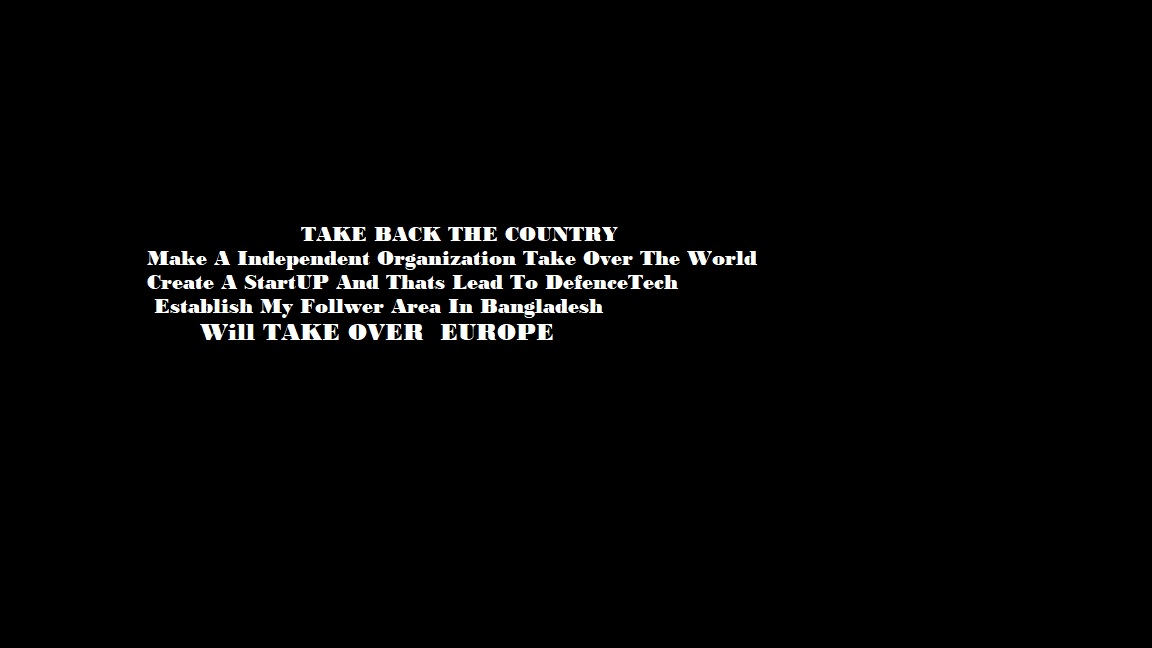 TAKE BACK THE COUNTRY
Make A Independent Organization Take Over The World
Create A StartUP And Thats Lead To DefenceTech
Establish My Follwer Area In Bangladesh
Will TAKE OVER EUROPE